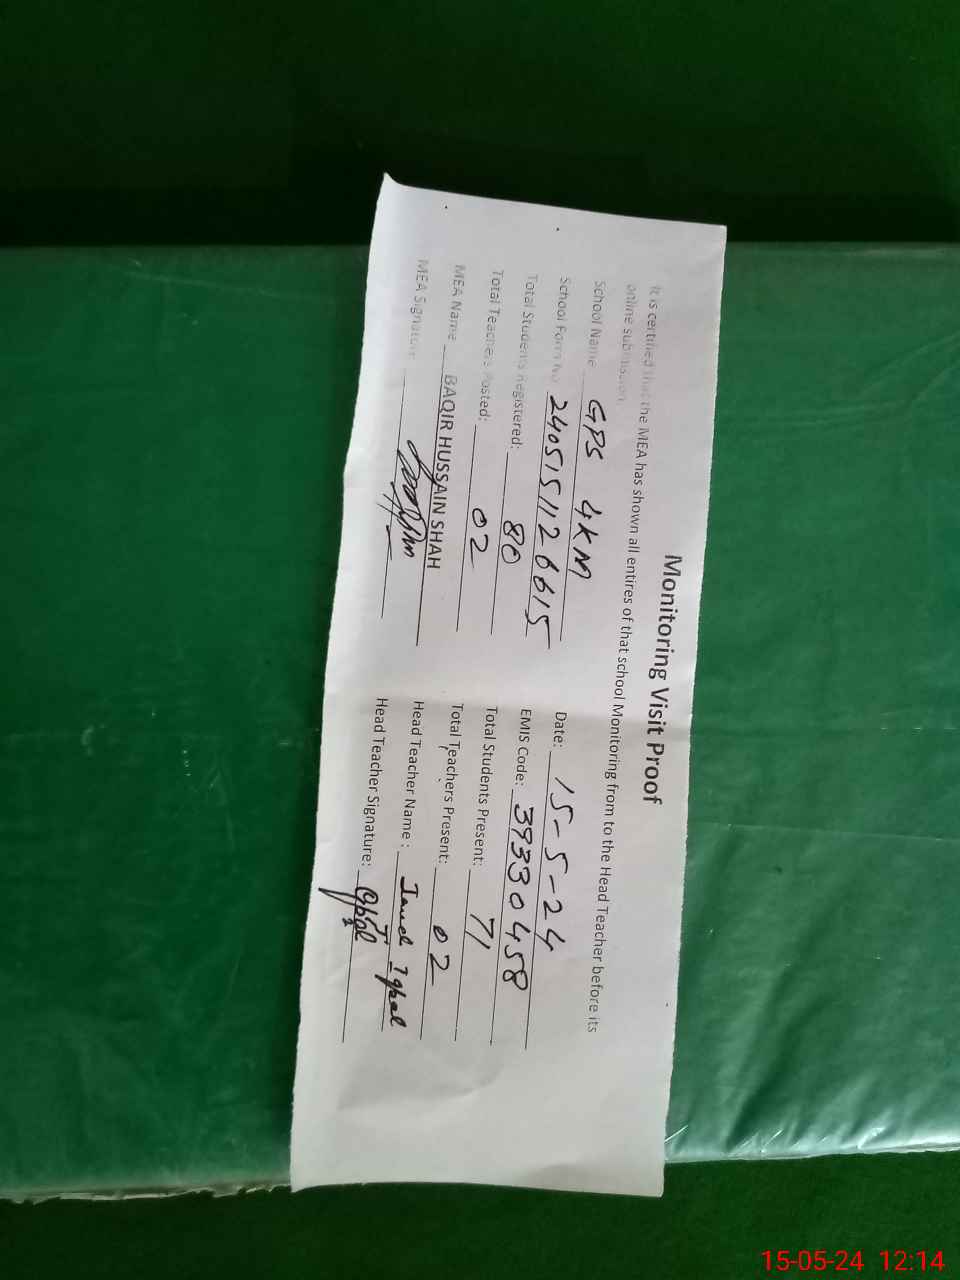 Monitoring Visit Proof
It is certified that the MEA has shown all entires of that school Monitoring from to the Head Teacher before its
online submission.
School Name GPS 4KM Date: 15-5-24
School Form No 2405151126615 EMIS Code: 39330458
Total Students Registered: 80 Total Students Present: 71
Total Teachers Posted: 02 Total Teachers Present: 02
MEA Name BAQIR HUSSAIN SHAH Head Teacher Name: Iqbal
MEA Signature Head Teacher Signature:
15-05-24 12:14